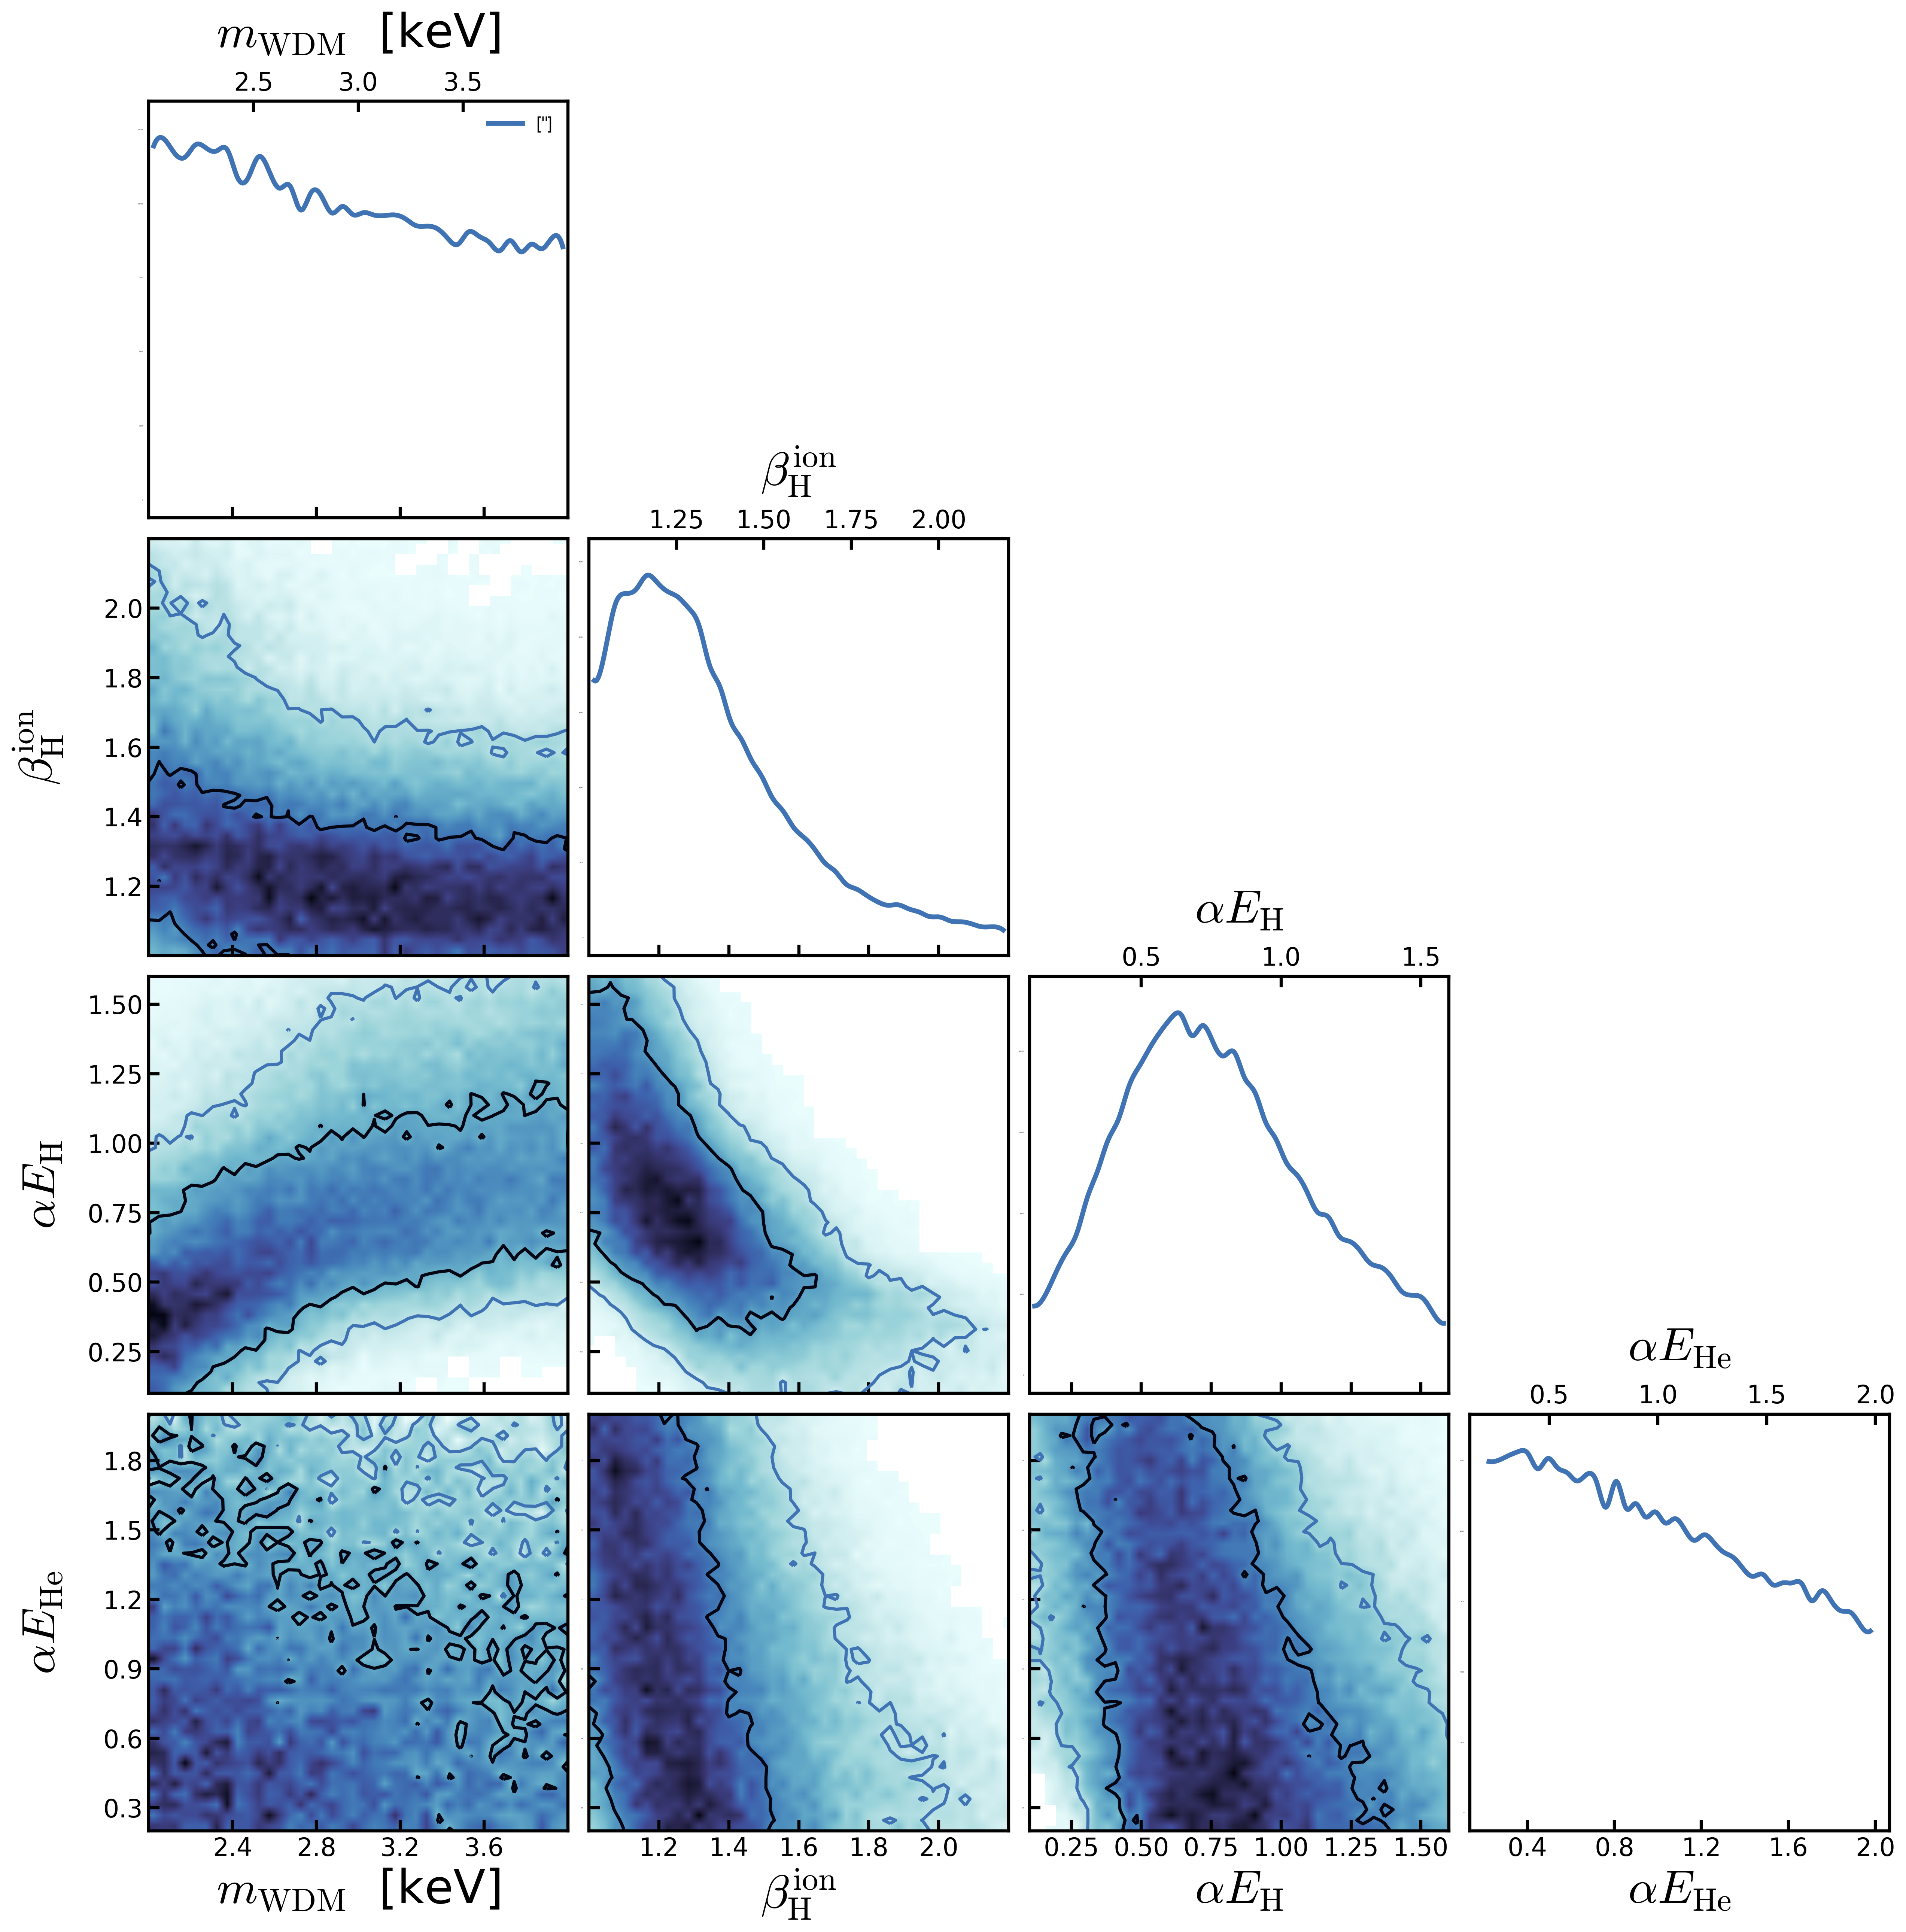 m_WDM [keV]
2.5 3.0 3.5
['']
β_H^ion
1.25 1.50 1.75 2.00
β_H^ion
2.0
1.8
1.6
1.4
1.2
αE_H
0.5 1.0 1.5
αE_H
1.50
1.25
1.00
0.75
0.50
0.25
αE_He
0.5 1.0 1.5 2.0
αE_He
1.8
1.5
1.2
0.9
0.6
0.3
2.4 2.8 3.2 3.6 1.2 1.4 1.6 1.8 2.0 0.25 0.50 0.75 1.00 1.25 1.50 0.4 0.8 1.2 1.6 2.0
m_WDM [keV] β_H^ion αE_H αE_He